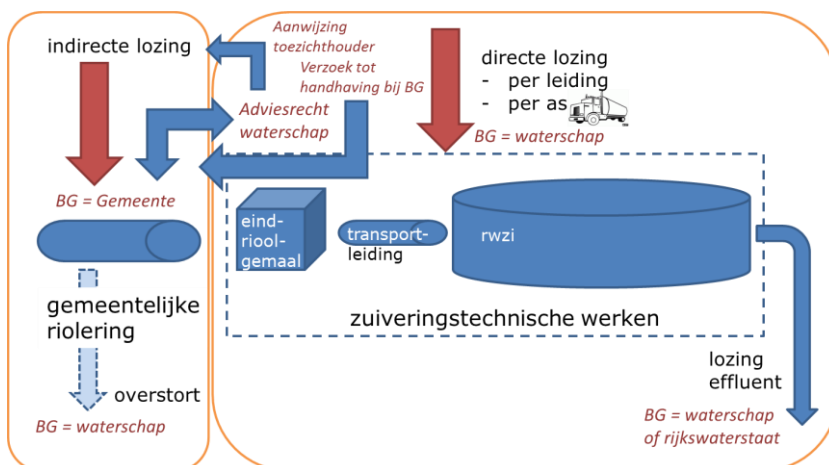 indirecte lozing
BG = Gemeente
gemeentelijke
riolering
overstort
BG = waterschap
Aanwijzing
toezichthouder
Verzoek tot
handhaving bij BG
Adviesrecht
waterschap
directe lozing
- per leiding
- per as
BG = waterschap
eind-
riool-
gemaal
transport-
leiding
rwzi
zuiveringstechnische werken
lozing
effluent
BG = waterschap
of rijkswaterstaat